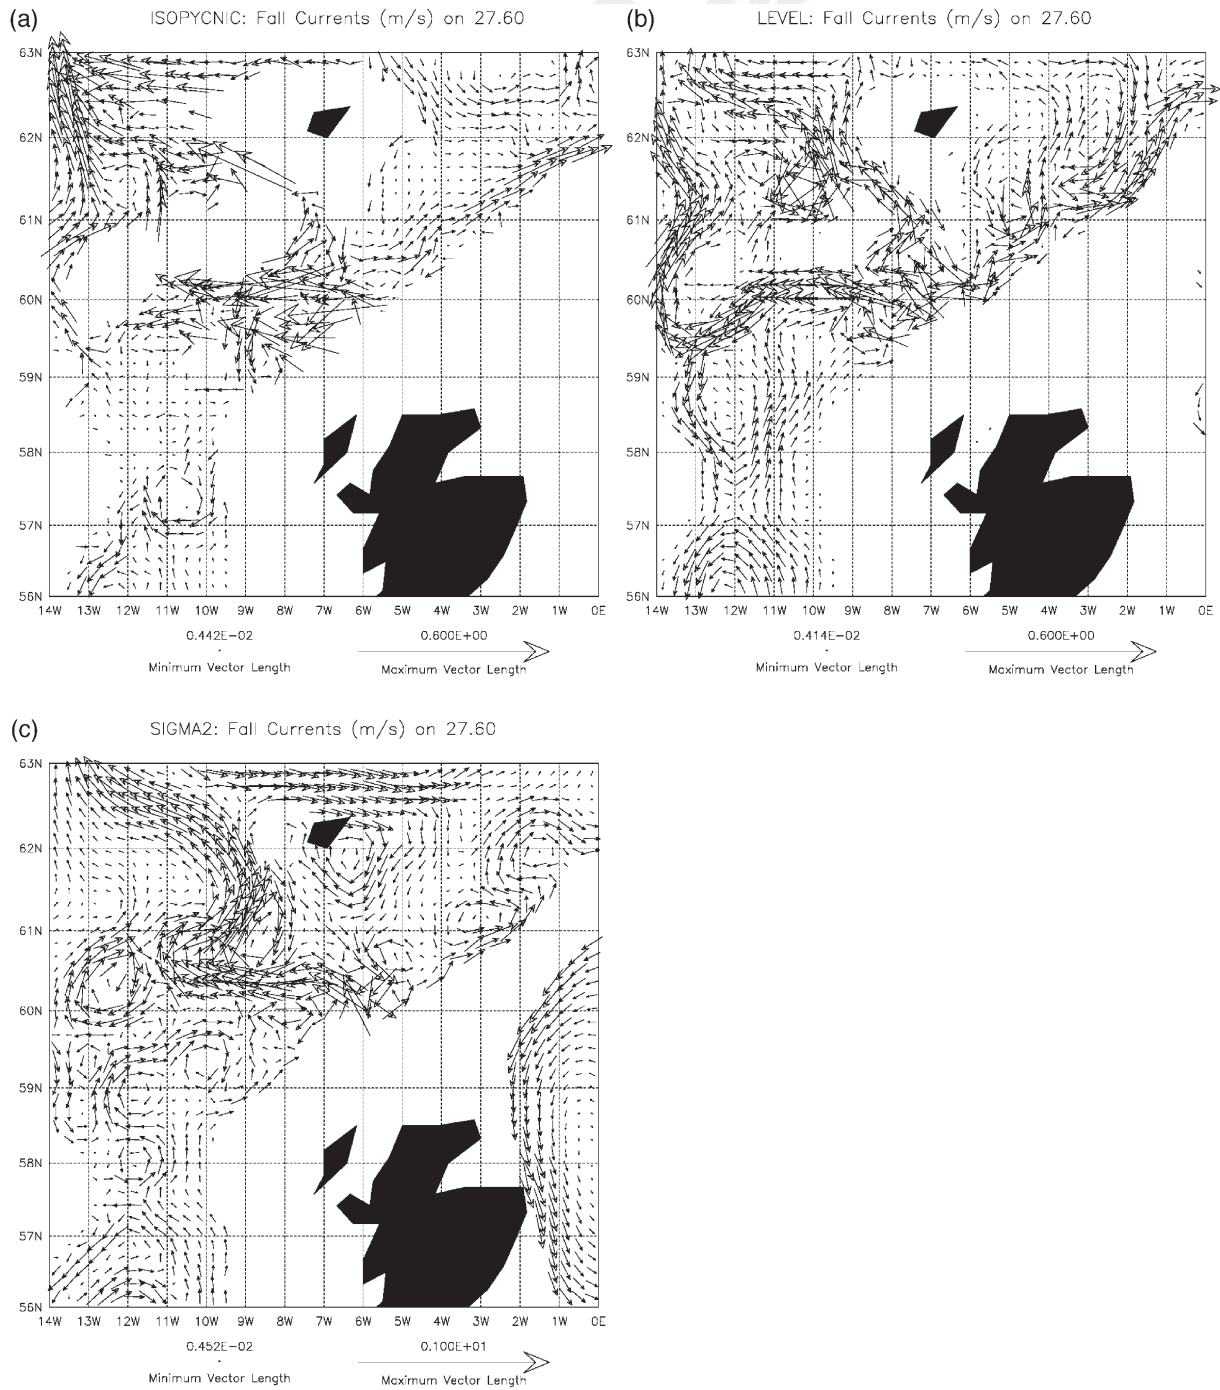 (a) ISOPYCNIC: Fall Currents (m/s) on 27.60
63N
62N
61N
60N
59N
58N
57N
56N
14W 13W 12W 11W 10W 9W 8W 7W 6W 5W 4W 3W 2W 1W 0E
0.442E-02 0.600E+00
Minimum Vector Length Maximum Vector Length
(b) LEVEL: Fall Currents (m/s) on 27.60
63N
62N
61N
60N
59N
58N
57N
56N
14W 13W 12W 11W 10W 9W 8W 7W 6W 5W 4W 3W 2W 1W 0E
0.414E-02 0.600E+00
Minimum Vector Length Maximum Vector Length
(c) SIGMA2: Fall Currents (m/s) on 27.60
63N
62N
61N
60N
59N
58N
57N
56N
14W 13W 12W 11W 10W 9W 8W 7W 6W 5W 4W 3W 2W 1W 0E
0.452E-02 0.100E+01
Minimum Vector Length Maximum Vector Length